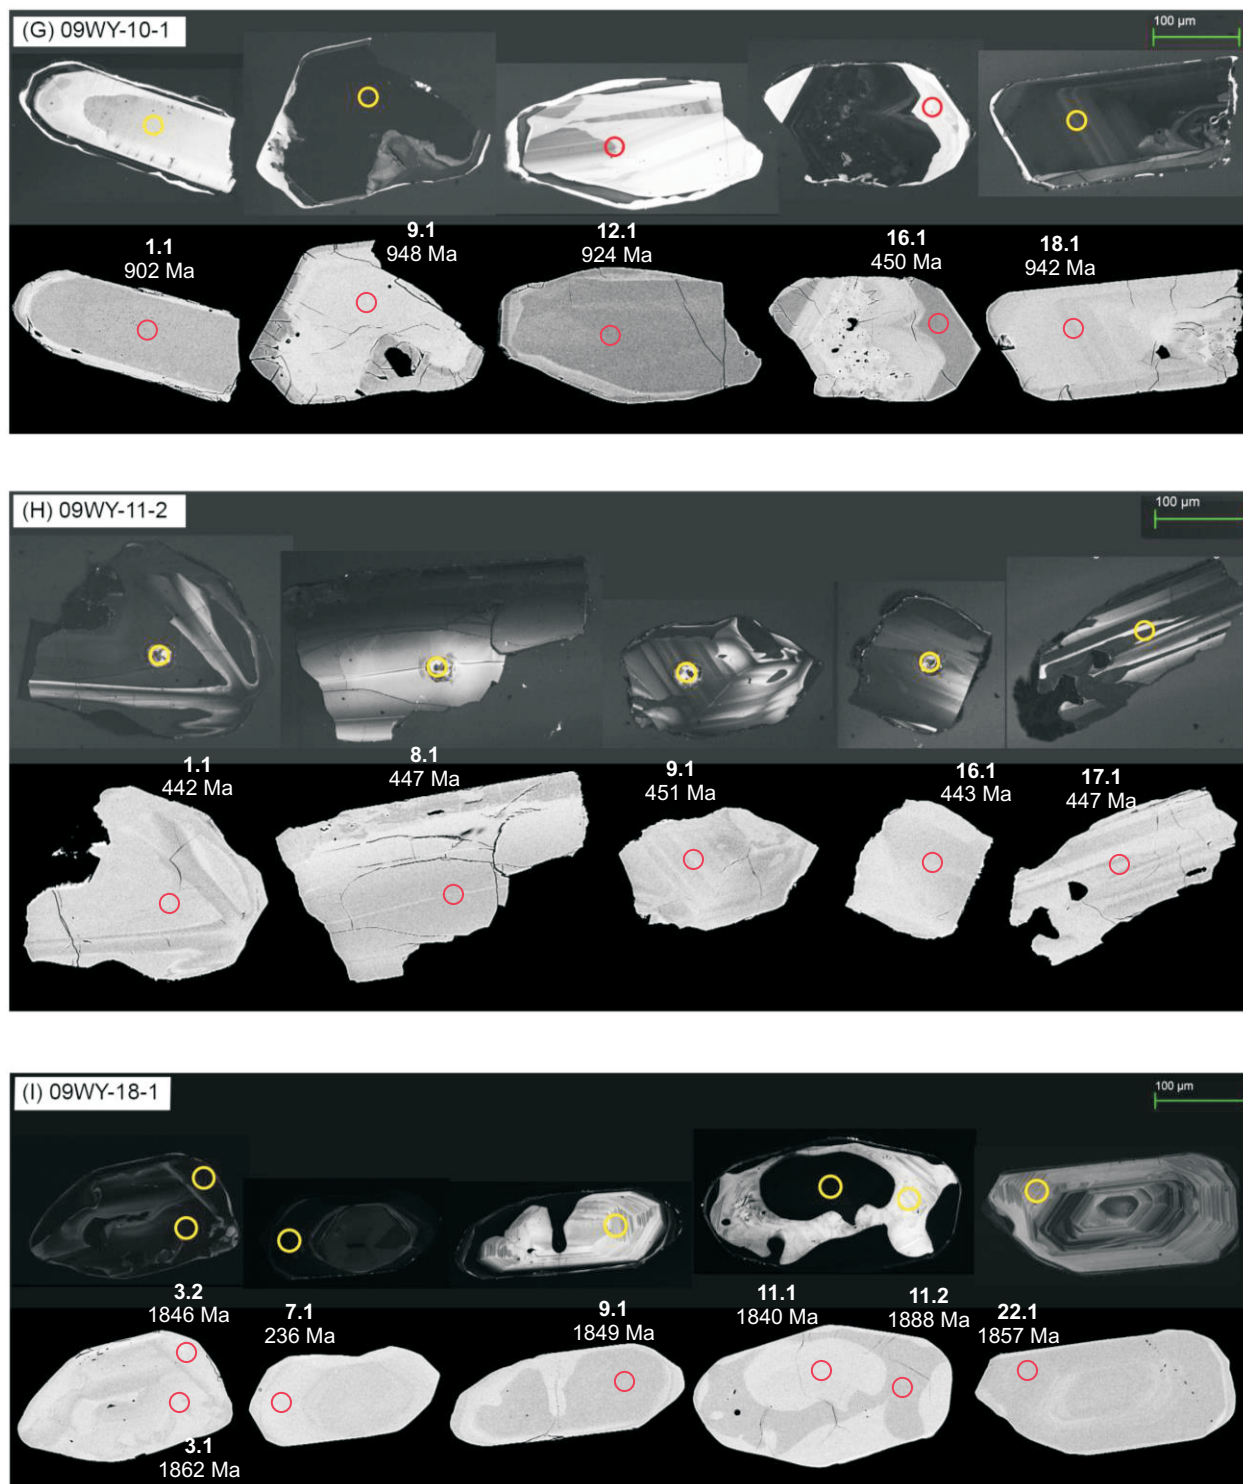 (G) 09WY-10-1
100 µm
1.1
902 Ma
9.1
948 Ma
12.1
924 Ma
16.1
450 Ma
18.1
942 Ma
(H) 09WY-11-2
100 µm
1.1
442 Ma
8.1
447 Ma
9.1
451 Ma
16.1
443 Ma
17.1
447 Ma
(I) 09WY-18-1
100 µm
3.2
1846 Ma
7.1
236 Ma
9.1
1849 Ma
11.1
1840 Ma
11.2
1888 Ma
22.1
1857 Ma
3.1
1862 Ma